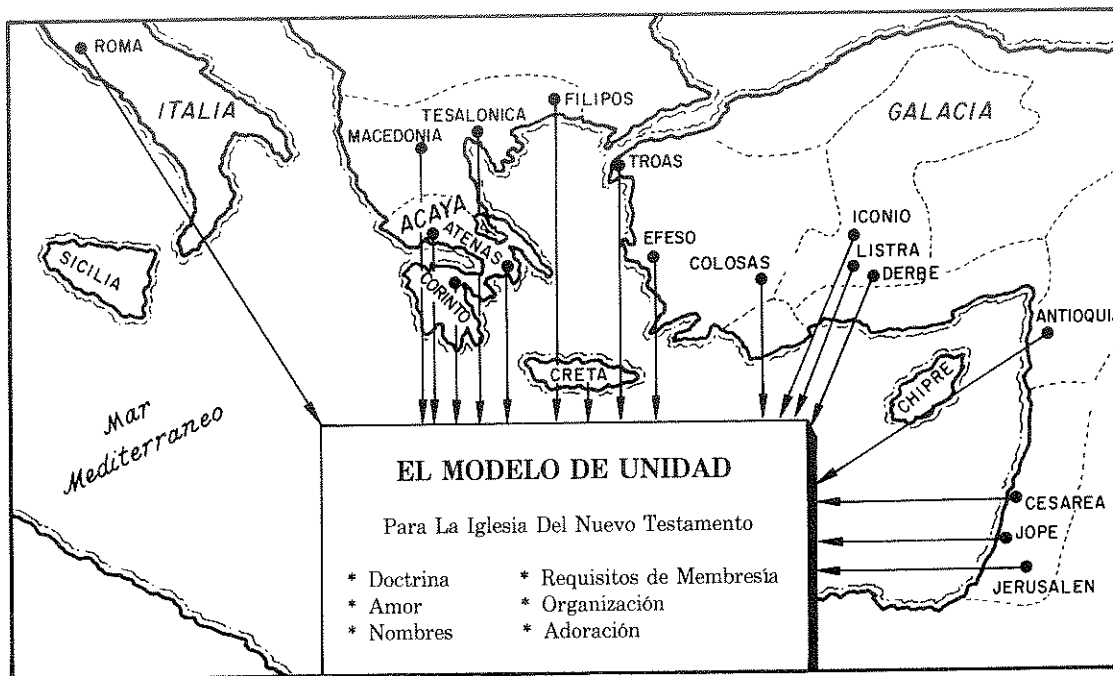 ROMA
ITALIA
SICILIA
Mar
Mediterraneo
MACEDONIA
TESALONICA
FILIPOS
TROAS
ACAYA
ATENAS
CORINTO
CRETA
EFESO
COLOSAS
GALACIA
ICONIO
LISTRA
DERBE
ANTIOQUIA
CHIPRE
CESAREA
JOPE
JERUSALEN
EL MODELO DE UNIDAD
Para La Iglesia Del Nuevo Testamento
* Doctrina
* Amor
* Nombres
* Requisitos de Membresía
* Organización
* Adoración